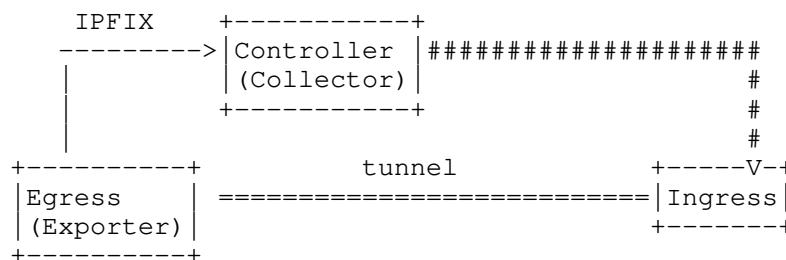 IPFIX +-----------+
--------->|Controller |#####################
| |(Collector)| #
| +-----------+ #
| #
+----------+ tunnel +-----V-+
|Egress | ===========================|Ingress|
|(Exporter)| +-------+
+----------+